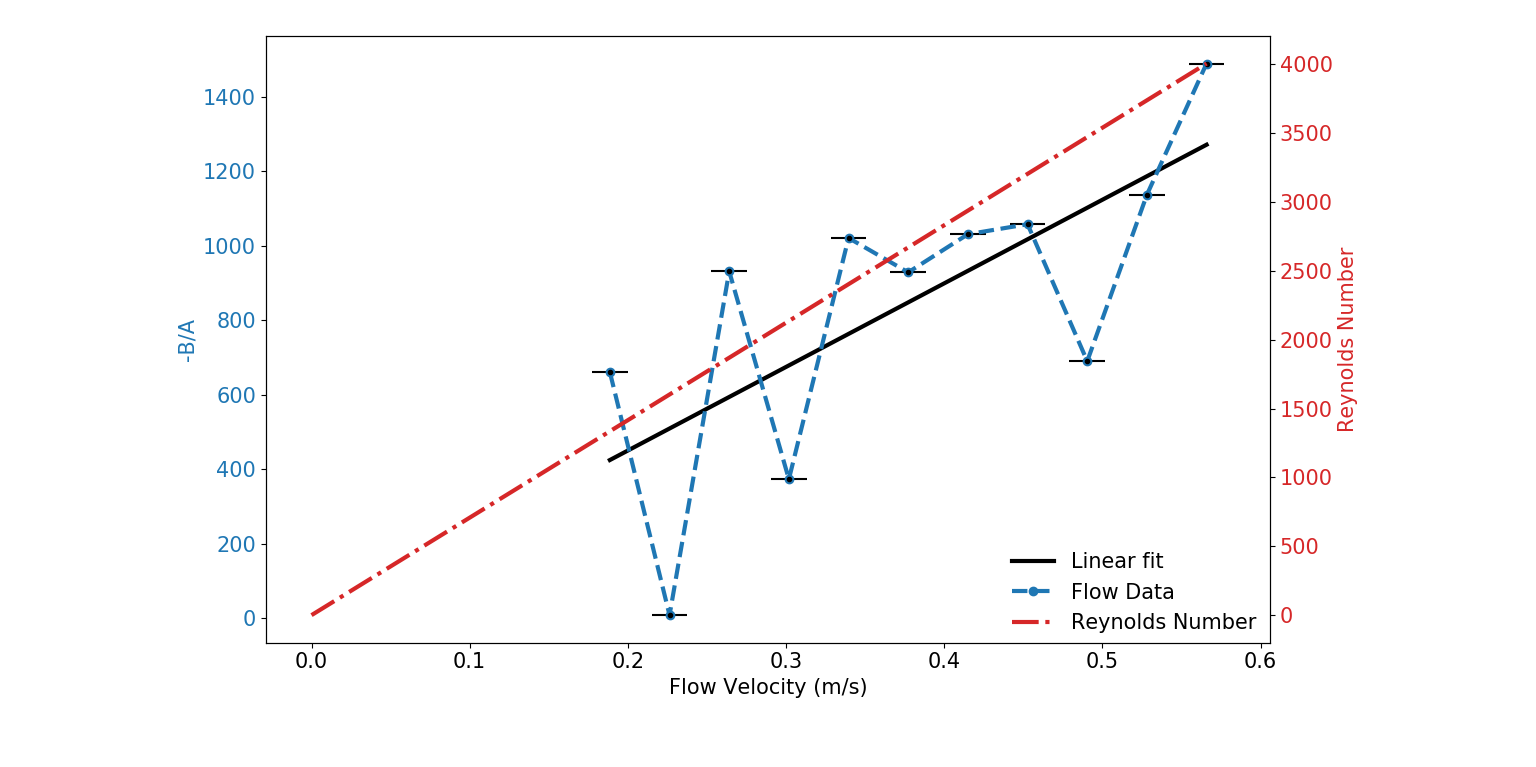 1400
1200
1000
800
600
400
200
0
-B/A
4000
3500
3000
2500
2000
1500
1000
500
0
Reynolds Number
Linear fit
Flow Data
Reynolds Number
0.0 0.1 0.2 0.3 0.4 0.5 0.6
Flow Velocity (m/s)